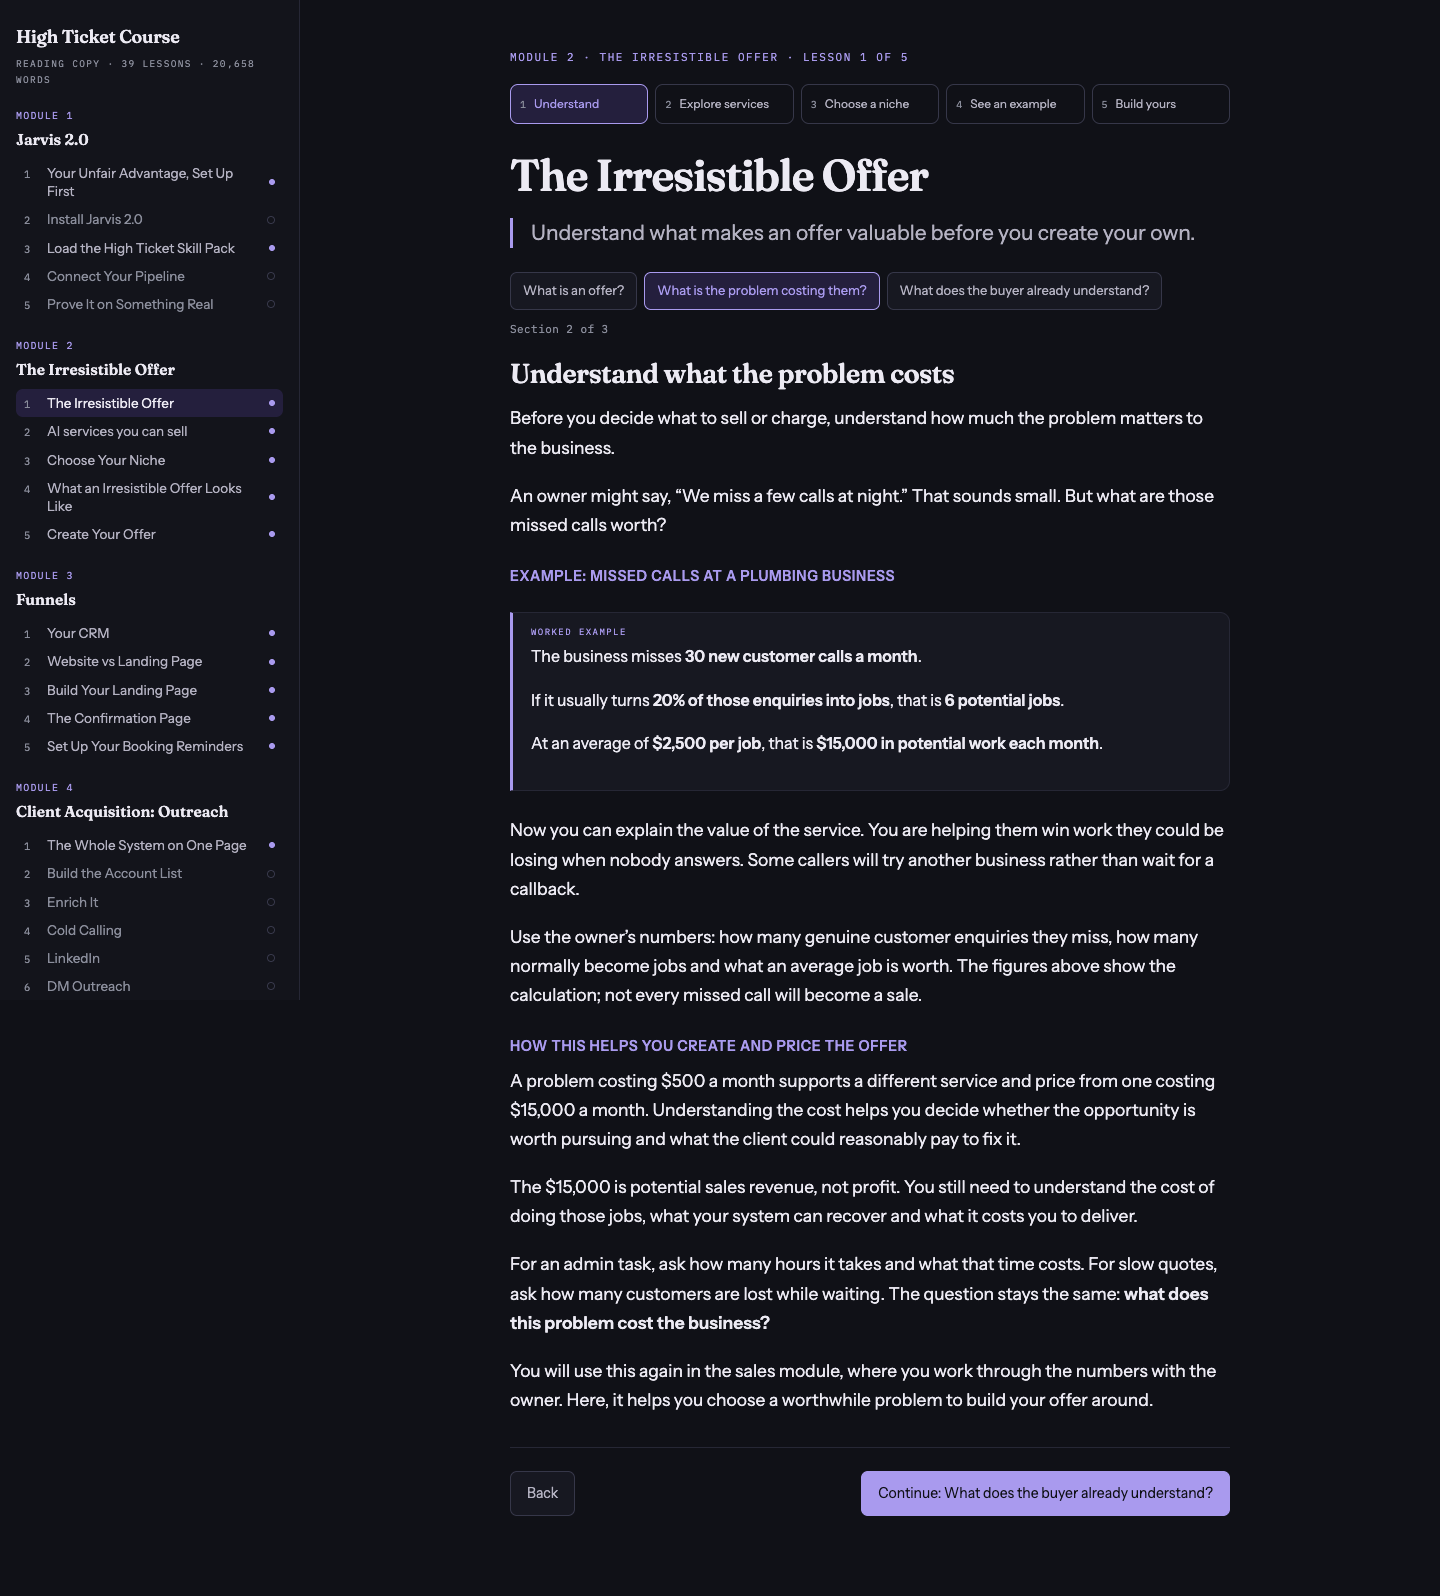 High Ticket Course
READING COPY · 39 LESSONS · 20,658
WORDS
MODULE 1
Jarvis 2.0
1 Your Unfair Advantage, Set Up
First
2 Install Jarvis 2.0
3 Load the High Ticket Skill Pack
4 Connect Your Pipeline
5 Prove It on Something Real
MODULE 2
The Irresistible Offer
1 The Irresistible Offer
2 AI services you can sell
3 Choose Your Niche
4 What an Irresistible Offer Looks
Like
5 Create Your Offer
MODULE 3
Funnels
1 Your CRM
2 Website vs Landing Page
3 Build Your Landing Page
4 The Confirmation Page
5 Set Up Your Booking Reminders
MODULE 4
Client Acquisition: Outreach
1 The Whole System on One Page
2 Build the Account List
3 Enrich It
4 Cold Calling
5 LinkedIn
6 DM Outreach
MODULE 2 · THE IRRESISTIBLE OFFER · LESSON 1 OF 5
1 Understand 2 Explore services 3 Choose a niche 4 See an example 5 Build yours
The Irresistible Offer
Understand what makes an offer valuable before you create your own.
What is an offer? What is the problem costing them? What does the buyer already understand?
Section 2 of 3
Understand what the problem costs
Before you decide what to sell or charge, understand how much the problem matters to
the business.
An owner might say, “We miss a few calls at night.” That sounds small. But what are those
missed calls worth?
EXAMPLE: MISSED CALLS AT A PLUMBING BUSINESS
WORKED EXAMPLE
The business misses 30 new customer calls a month.
If it usually turns 20% of those enquiries into jobs, that is 6 potential jobs.
At an average of $2,500 per job, that is $15,000 in potential work each month.
Now you can explain the value of the service. You are helping them win work they could be
losing when nobody answers. Some callers will try another business rather than wait for a
callback.
Use the owner’s numbers: how many genuine customer enquiries they miss, how many
normally become jobs and what an average job is worth. The figures above show the
calculation; not every missed call will become a sale.
HOW THIS HELPS YOU CREATE AND PRICE THE OFFER
A problem costing $500 a month supports a different service and price from one costing
$15,000 a month. Understanding the cost helps you decide whether the opportunity is
worth pursuing and what the client could reasonably pay to fix it.
The $15,000 is potential sales revenue, not profit. You still need to understand the cost of
doing those jobs, what your system can recover and what it costs you to deliver.
For an admin task, ask how many hours it takes and what that time costs. For slow quotes,
ask how many customers are lost while waiting. The question stays the same: what does
this problem cost the business?
You will use this again in the sales module, where you work through the numbers with the
owner. Here, it helps you choose a worthwhile problem to build your offer around.
Back Continue: What does the buyer already understand?